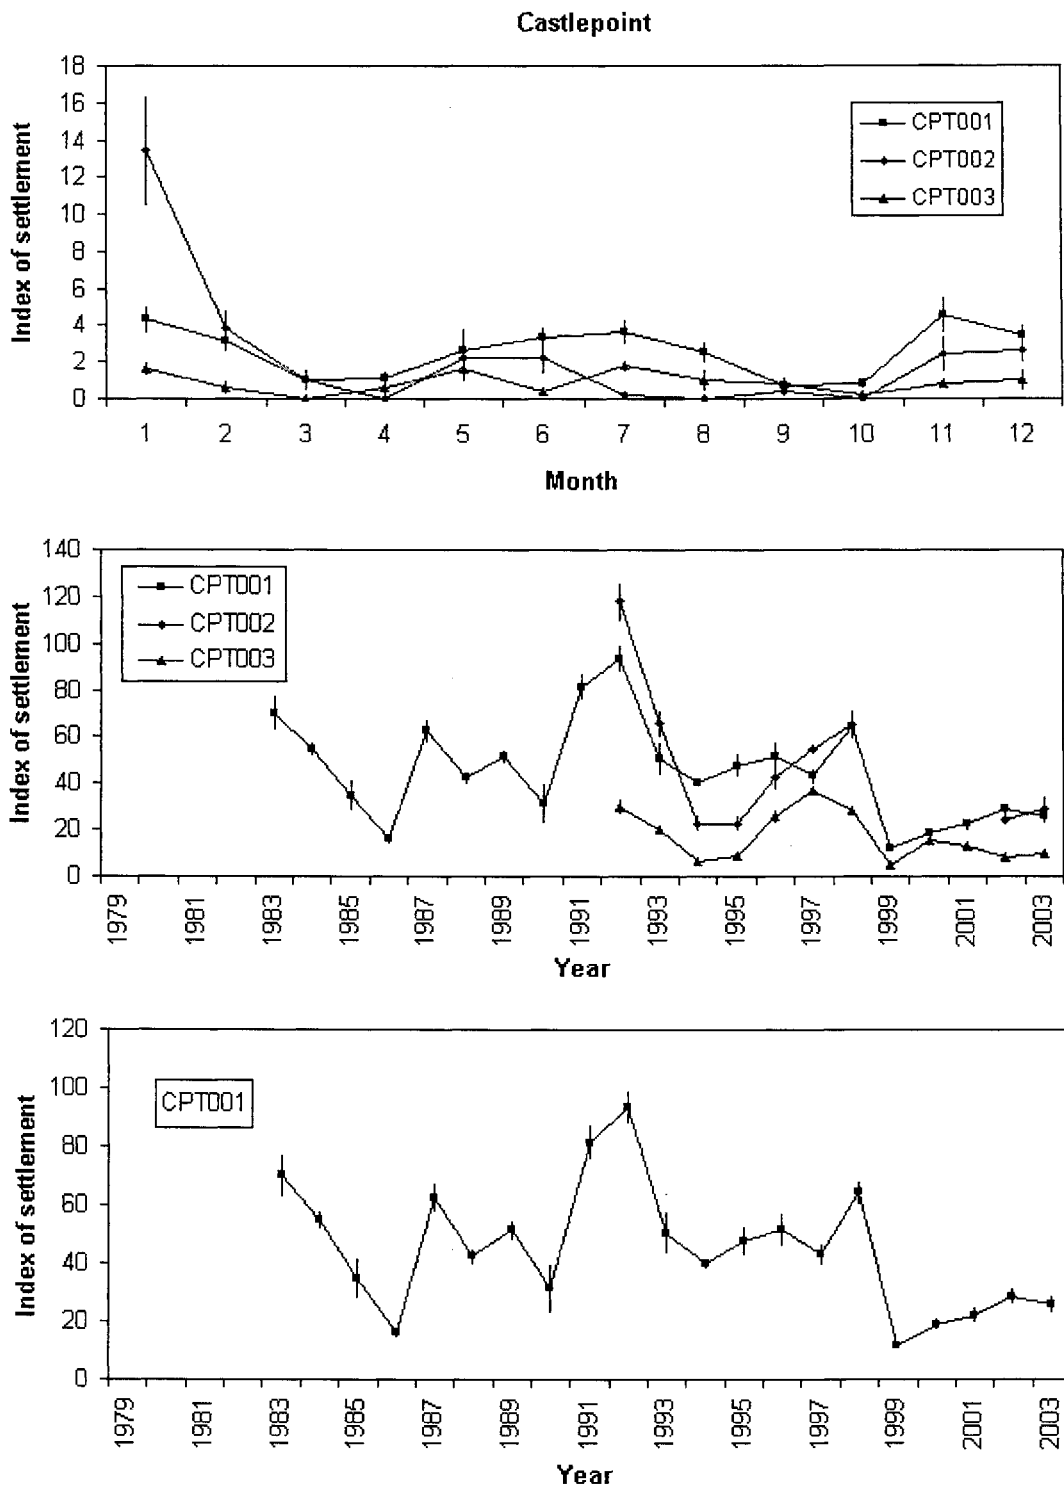 Castlepoint
18
16
14
12
10
8
6
4
2
0
Index of settlement
CPT001
CPT002
CPT003
1 2 3 4 5 6 7 8 9 10 11 12
Month
140
120
100
80
60
40
20
0
Index of settlement
CPT001
CPT002
CPT003
1979 1981 1983 1985 1987 1989 1991 1993 1995 1997 1999 2001 2003
Year
120
100
80
60
40
20
0
Index of settlement
CPT001
1979 1981 1983 1985 1987 1989 1991 1993 1995 1997 1999 2001 2003
Year